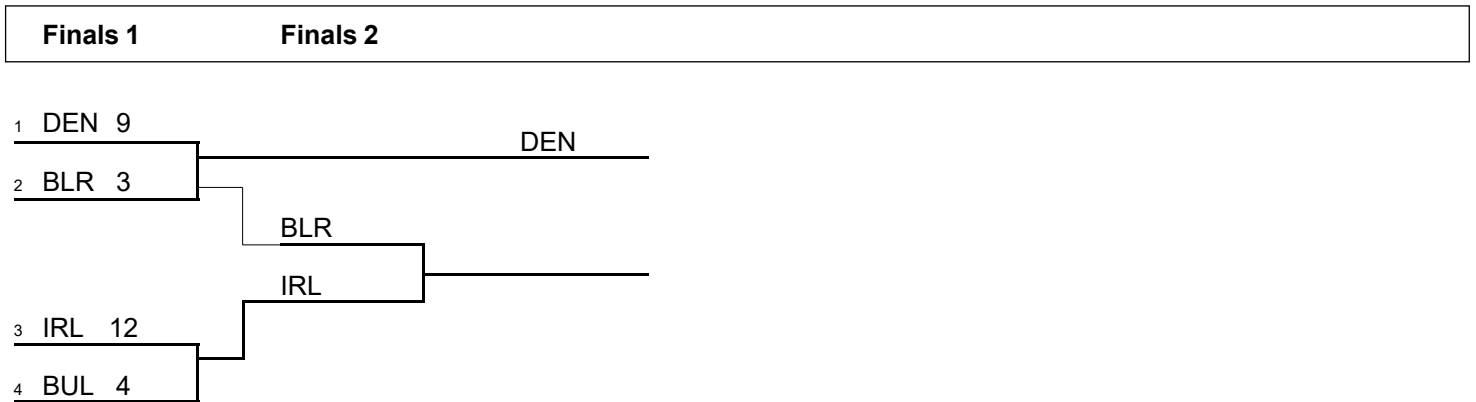 Finals 1 Finals 2
1 DEN 9
DEN
2 BLR 3
BLR
IRL
3 IRL 12
4 BUL 4